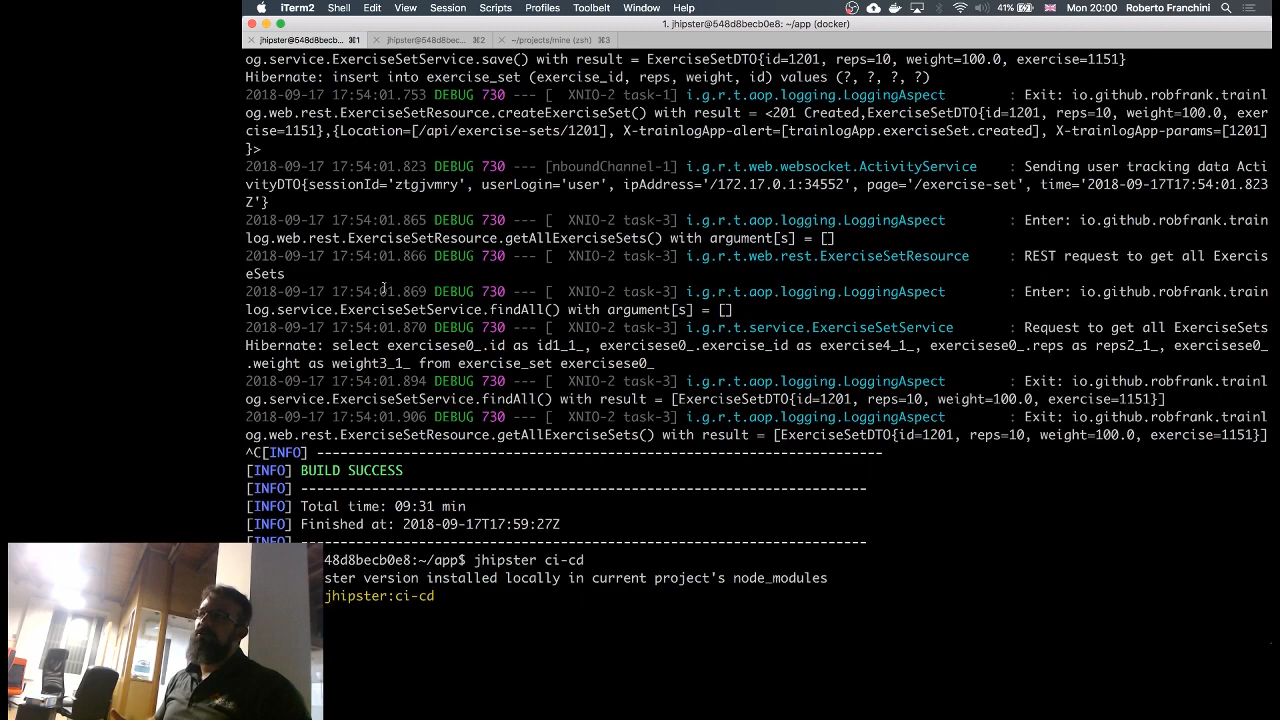 iTerm2 Shell Edit View Session Scripts Profiles Toolbelt Window Help 41% Mon 20:00 Roberto Franchini
1. jhipster@548d8becb0e8: ~/app (docker)
jhipster@548d8becb... ⌘1 jhipster@548d8becb... ⌘2 ~/projects/mine (zsh) ⌘3
og.service.ExerciseSetService.save() with result = ExerciseSetDTO{id=1201, reps=10, weight=100.0, exercise=1151}
Hibernate: insert into exercise_set (exercise_id, reps, weight, id) values (?, ?, ?, ?)
2018-09-17 17:54:01.753 DEBUG 730 --- [  XNIO-2 task-1] i.g.r.t.aop.logging.LoggingAspect : Exit: io.github.robfrank.trainl
og.web.rest.ExerciseSetResource.createExerciseSet() with result = <201 Created,ExerciseSetDTO{id=1201, reps=10, weight=100.0, exer
cise=1151},{Location=[/api/exercise-sets/1201], X-trainlogApp-alert=[trainlogApp.exerciseSet.created], X-trainlogApp-params=[1201]
}>
2018-09-17 17:54:01.823 DEBUG 730 --- [nboundChannel-1] i.g.r.t.web.websocket.ActivityService : Sending user tracking data Acti
vityDTO{sessionId='ztgjvmry', userLogin='user', ipAddress='/172.17.0.1:34552', page='/exercise-set', time='2018-09-17T17:54:01.823
Z'}
2018-09-17 17:54:01.865 DEBUG 730 --- [  XNIO-2 task-3] i.g.r.t.aop.logging.LoggingAspect : Enter: io.github.robfrank.train
log.web.rest.ExerciseSetResource.getAllExerciseSets() with argument[s] = []
2018-09-17 17:54:01.866 DEBUG 730 --- [  XNIO-2 task-3] i.g.r.t.web.rest.ExerciseSetResource : REST request to get all Exercis
eSets
2018-09-17 17:54:01.869 DEBUG 730 --- [  XNIO-2 task-3] i.g.r.t.aop.logging.LoggingAspect : Enter: io.github.robfrank.train
log.service.ExerciseSetService.findAll() with argument[s] = []
2018-09-17 17:54:01.870 DEBUG 730 --- [  XNIO-2 task-3] i.g.r.t.service.ExerciseSetService : Request to get all ExerciseSets
Hibernate: select exercisese0_.id as id1_1_, exercisese0_.exercise_id as exercise4_1_, exercisese0_.reps as reps2_1_, exercisese0_
.weight as weight3_1_ from exercise_set exercisese0_
2018-09-17 17:54:01.894 DEBUG 730 --- [  XNIO-2 task-3] i.g.r.t.aop.logging.LoggingAspect : Exit: io.github.robfrank.trainl
og.service.ExerciseSetService.findAll() with result = [ExerciseSetDTO{id=1201, reps=10, weight=100.0, exercise=1151}]
2018-09-17 17:54:01.906 DEBUG 730 --- [  XNIO-2 task-3] i.g.r.t.aop.logging.LoggingAspect : Exit: io.github.robfrank.trainl
og.web.rest.ExerciseSetResource.getAllExerciseSets() with result = [ExerciseSetDTO{id=1201, reps=10, weight=100.0, exercise=1151}]
^C[INFO] ------------------------------------------------------------------------
[INFO] BUILD SUCCESS
[INFO] ------------------------------------------------------------------------
[INFO] Total time: 09:31 min
[INFO] Finished at: 2018-09-17T17:59:27Z
[INFO] ------------------------------------------------------------------------
48d8becb0e8:~/app$ jhipster ci-cd
ster version installed locally in current project's node_modules
jhipster:ci-cd